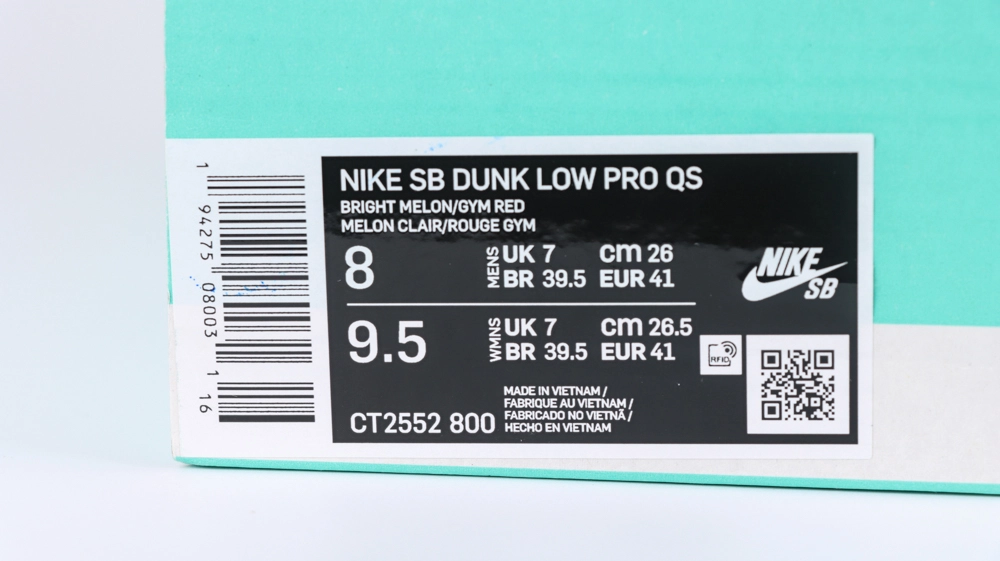 NIKE SB DUNK LOW PRO QS
BRIGHT MELON/GYM RED
MELON CLAIR/ROUGE GYM
8
MENS
UK 7 cm 26
BR 39.5 EUR 41
9.5
WMNS
UK 7 cm 26.5
BR 39.5 EUR 41
CT2552 800
MADE IN VIETNAM /
FABRIQUE AU VIETNAM /
FABRICADO NO VIETNÃ /
HECHO EN VIETNAM
NIKE
SB
RFID
1 94275 08003 1 16